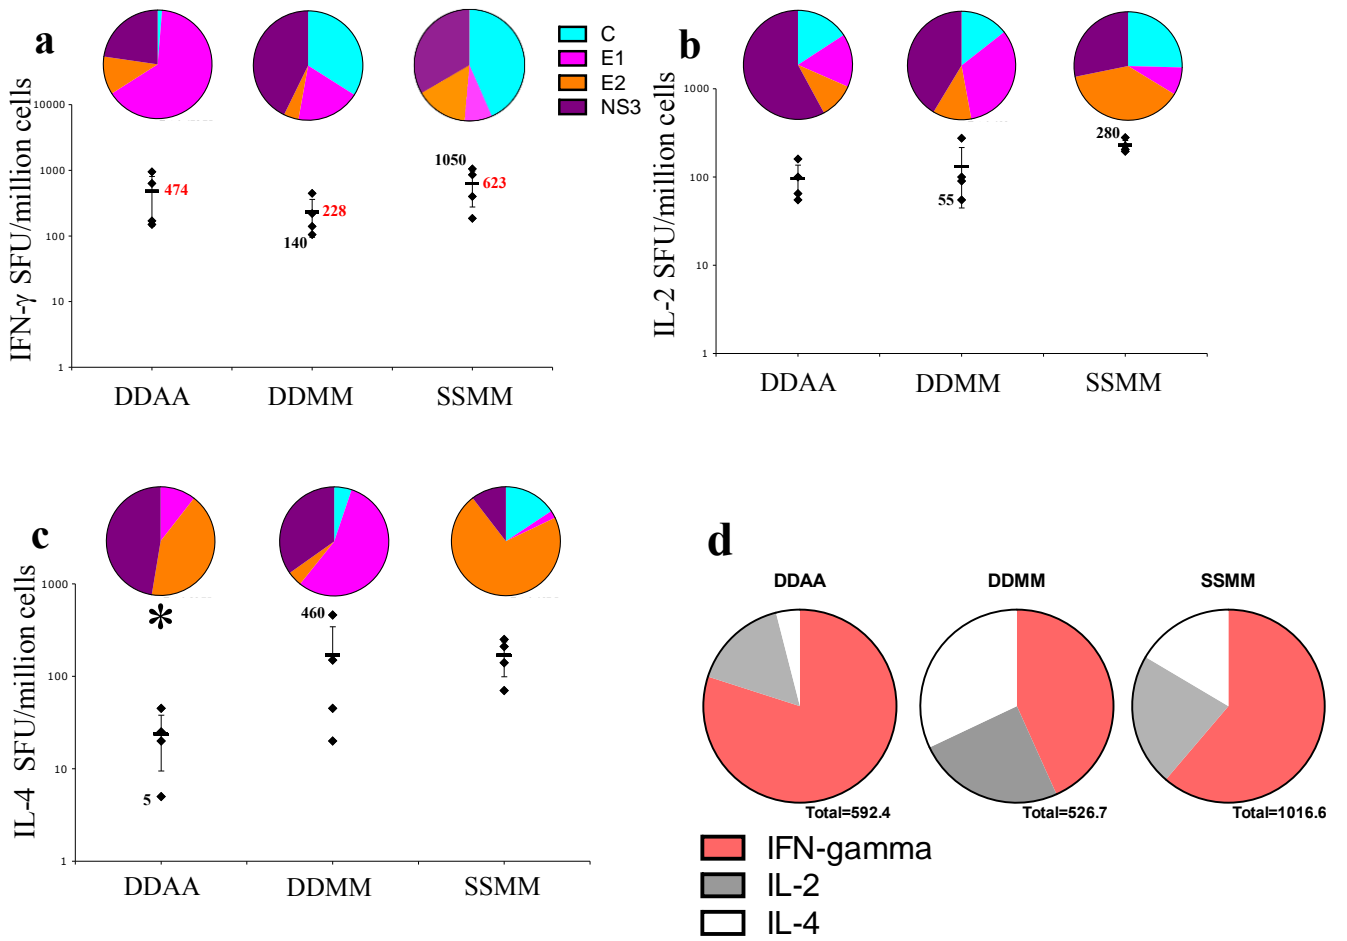 a
C
E1
E2
NS3
IFN-γ SFU/million cells
10000
1000
100
10
1
474
228
140
1050
623
DDAA
DDMM
SSMM
b
IL-2 SFU/million cells
1000
100
10
1
55
280
DDAA
DDMM
SSMM
c
IL-4 SFU/million cells
1000
100
10
1
*
5
460
DDAA
DDMM
SSMM
d
DDAA
DDMM
SSMM
Total=592.4
Total=526.7
Total=1016.6
IFN-gamma
IL-2
IL-4